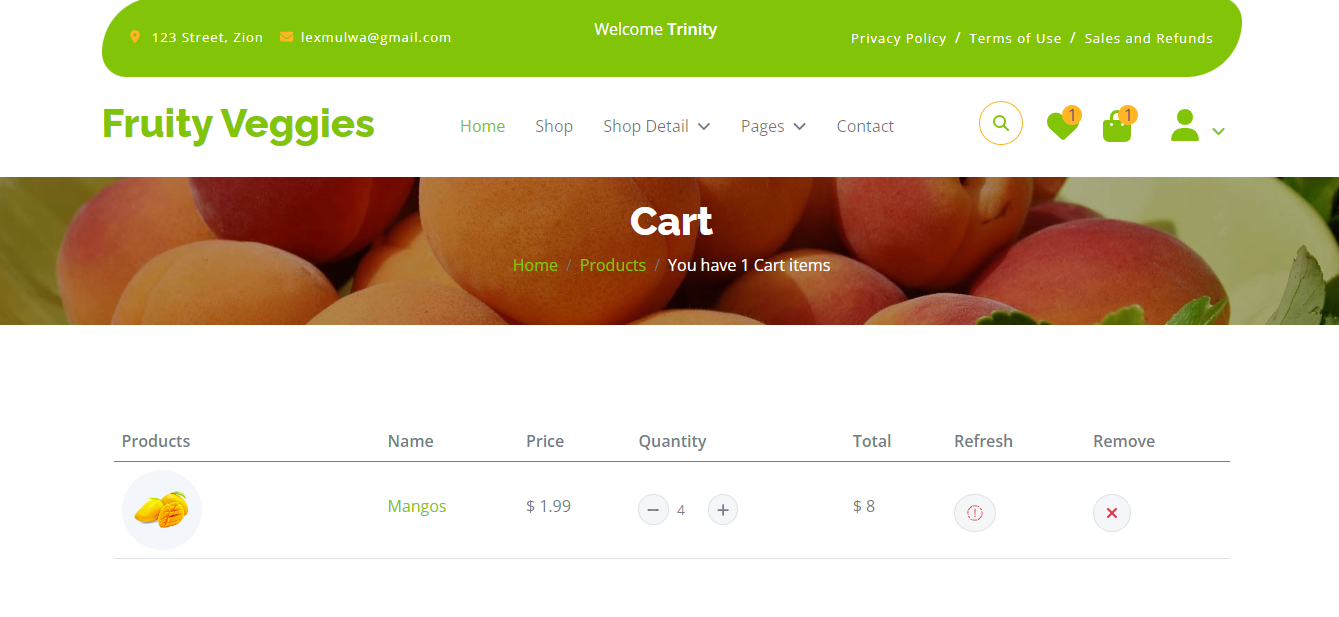 123 Street, Zion lexmulwa@gmail.com Welcome Trinity Privacy Policy / Terms of Use / Sales and Refunds
Fruity Veggies Home Shop Shop Detail Pages Contact 1 1
Cart
Home / Products / You have 1 Cart items
Products Name Price Quantity Total Refresh Remove
Mangos $ 1.99 4 $ 8